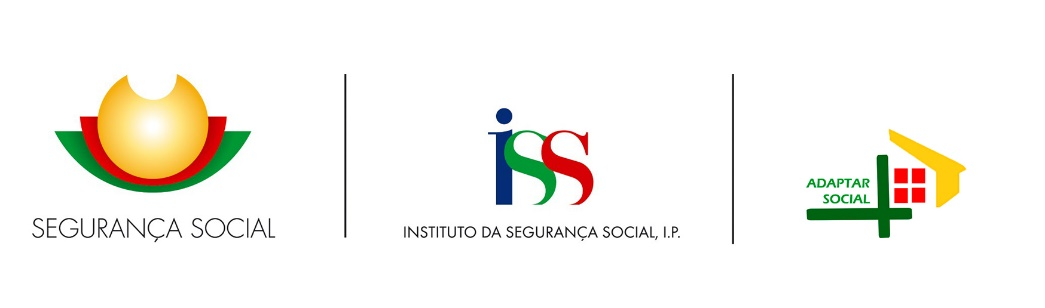 SEGURANÇA SOCIAL
iss
INSTITUTO DA SEGURANÇA SOCIAL, I.P.
ADAPTAR
SOCIAL